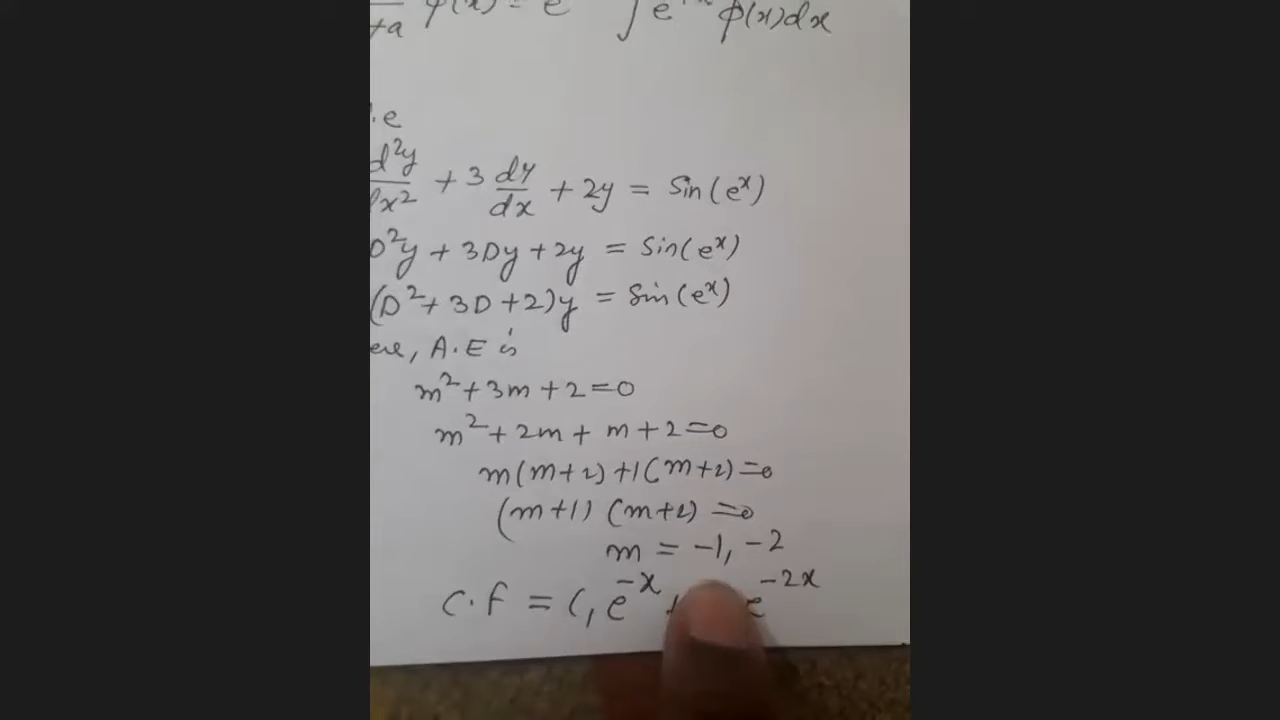 +a φ(x) = e ∫ e φ(x)dx
.e
d²y/dx² + 3 dy/dx + 2y = Sin(eˣ)
D²y + 3Dy + 2y = Sin(eˣ)
(D² + 3D + 2)y = Sin(eˣ)
ere, A.E is
m² + 3m + 2 = 0
m² + 2m + m + 2 = 0
m(m+2) + 1(m+2) = 0
(m+1) (m+2) = 0
m = -1, -2
C.F = C₁ e⁻ˣ + e⁻²ˣ